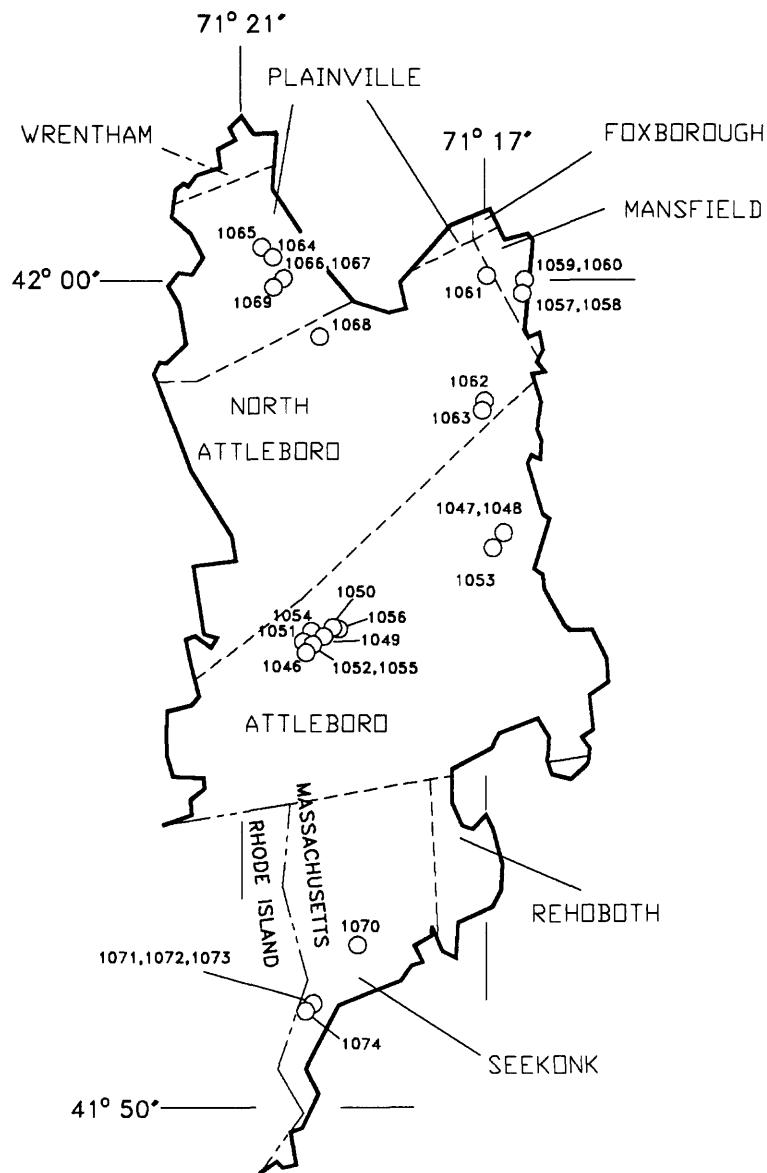 71° 21′
PLAINVILLE
WRENTHAM
71° 17′
FOXBOROUGH
MANSFIELD
1065
1064
1066,1067
42° 00′
1069
1061
1059,1060
1057,1058
1068
1062
1063
NORTH
ATTLEBORO
1047,1048
1053
1050
1054
1056
1051
1049
1046
1052,1055
ATTLEBORO
MASSACHUSETTS
RHODE ISLAND
REHOBOTH
1070
1071,1072,1073
1074
SEEKONK
41° 50′